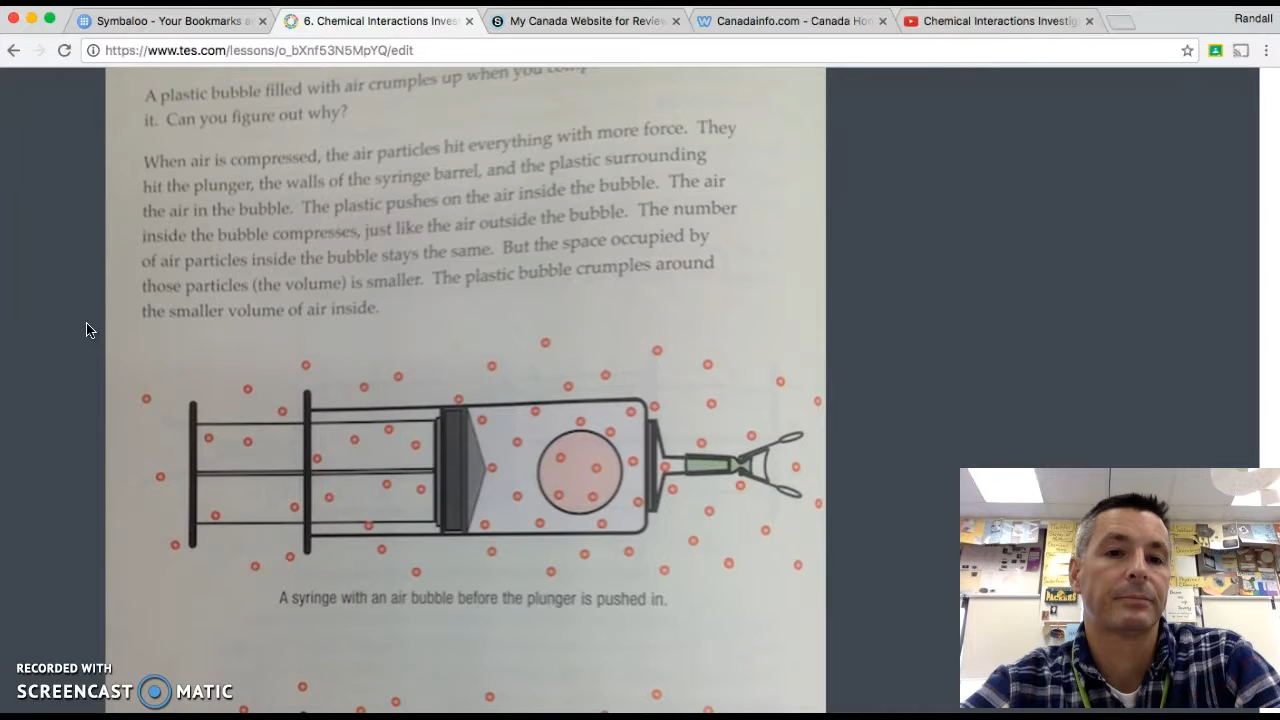 Symbaloo - Your Bookmarks a
6. Chemical Interactions Inves
My Canada Website for Review
Canadainfo.com - Canada Hom
Chemical Interactions Investig
Randall
https://www.tes.com/lessons/o_bXnf53N5MpYQ/edit
A plastic bubble filled with air crumples up when you
it. Can you figure out why?
When air is compressed, the air particles hit everything with more force. They
hit the plunger, the walls of the syringe barrel, and the plastic surrounding
the air in the bubble. The plastic pushes on the air inside the bubble. The air
inside the bubble compresses, just like the air outside the bubble. The number
of air particles inside the bubble stays the same. But the space occupied by
those particles (the volume) is smaller. The plastic bubble crumples around
the smaller volume of air inside.
A syringe with an air bubble before the plunger is pushed in.
PACKERS
RECORDED WITH
SCREENCAST MATIC